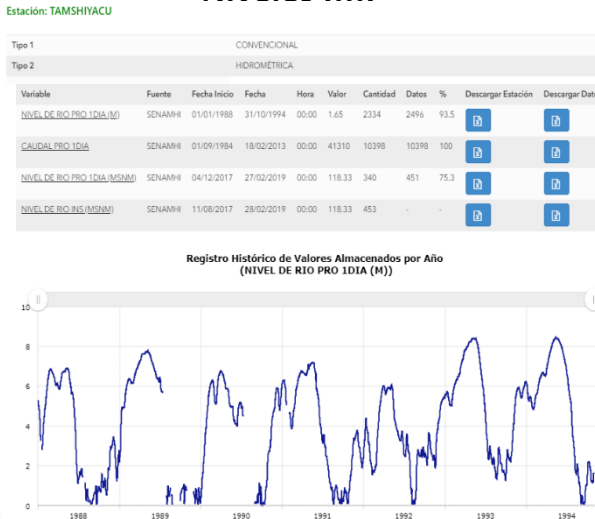 Estación: TAMSHIYACU
Tipo 1 CONVENCIONAL
Tipo 2 HIDROMÉTRICA
Variable Fuente Fecha Inicio Fecha Hora Valor Cantidad Datos % Descargar Estación Descargar Dat
NIVEL DE RIO PRO 1DIA (M) SENAMHI 01/01/1988 31/10/1994 00:00 1.65 2334 2496 93.5
CAUDAL PRO 1DIA SENAMHI 01/09/1984 18/02/2013 00:00 41310 10398 10398 100
NIVEL DE RIO PRO 1DIA (MSNM) SENAMHI 04/12/2017 27/02/2019 00:00 118.33 340 451 75.3
NIVEL DE RIO INS (MSNM) SENAMHI 11/08/2017 28/02/2019 00:00 118.33 453 - -
Registro Histórico de Valores Almacenados por Año
(NIVEL DE RIO PRO 1DIA (M))
10
8
6
4
2
0
1988 1989 1990 1991 1992 1993 1994